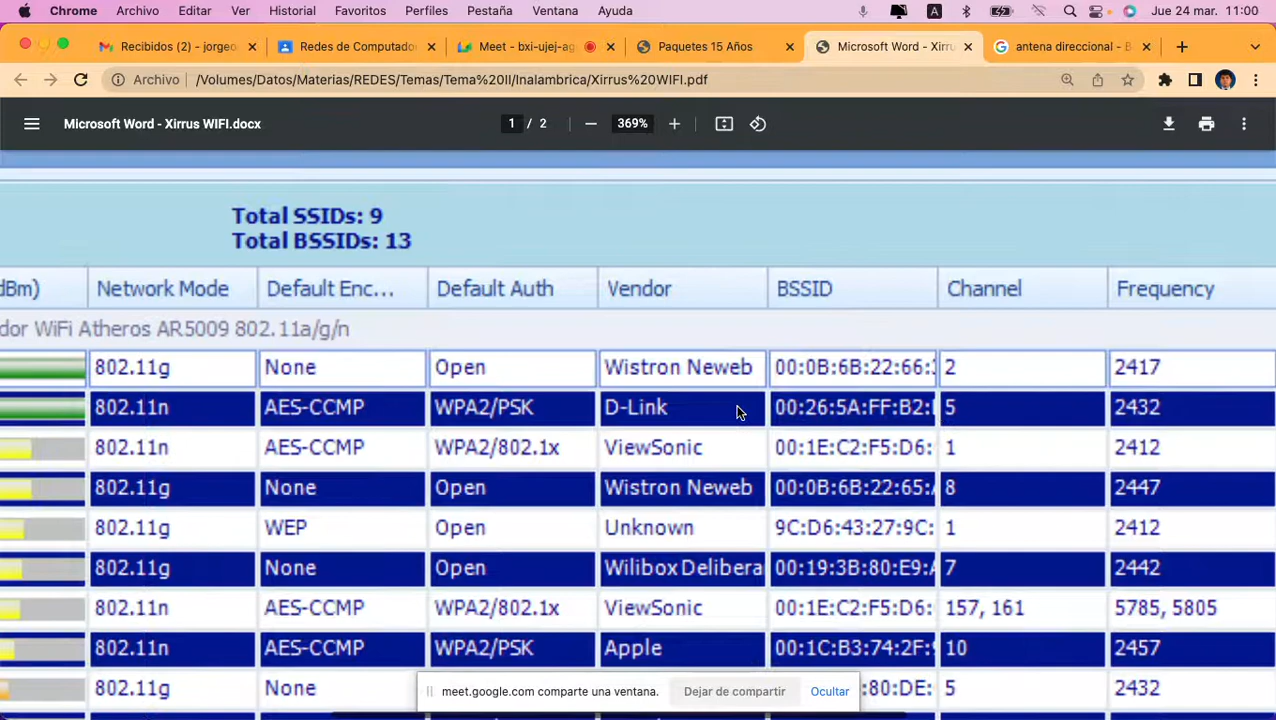 Chrome Archivo Editar Ver Historial Favoritos Perfiles Pestaña Ventana Ayuda A Jue 24 mar. 11:00
Recibidos (2) - jorgeo. Redes de Computado Meet - bxi-ujej-ag Paquetes 15 Años Microsoft Word - Xirru antena direccional - B
Archivo /Volumes/Datos/Materias/REDES/Temas/Tema%20II/Inalambrica/Xirrus%20WIFI.pdf
Microsoft Word - Xirrus WIFI.docx 1 / 2 369%
Total SSIDs: 9
Total BSSIDs: 13
dBm) Network Mode Default Enc... Default Auth Vendor BSSID Channel Frequency
dor WiFi Atheros AR5009 802.11a/g/n
802.11g None Open Wistron Neweb 00:0B:6B:22:66: 2 2417
802.11n AES-CCMP WPA2/PSK D-Link 00:26:5A:FF:B2: 5 2432
802.11n AES-CCMP WPA2/802.1x ViewSonic 00:1E:C2:F5:D6: 1 2412
802.11g None Open Wistron Neweb 00:0B:6B:22:65: 8 2447
802.11g WEP Open Unknown 9C:D6:43:27:9C: 1 2412
802.11g None Open Wilibox Delibera 00:19:3B:80:E9: 7 2442
802.11n AES-CCMP WPA2/802.1x ViewSonic 00:1E:C2:F5:D6: 157, 161 5785, 5805
802.11n AES-CCMP WPA2/PSK Apple 00:1C:B3:74:2F: 10 2457
802.11g None :80:DE: 5 2432
meet.google.com comparte una ventana. Dejar de compartir Ocultar